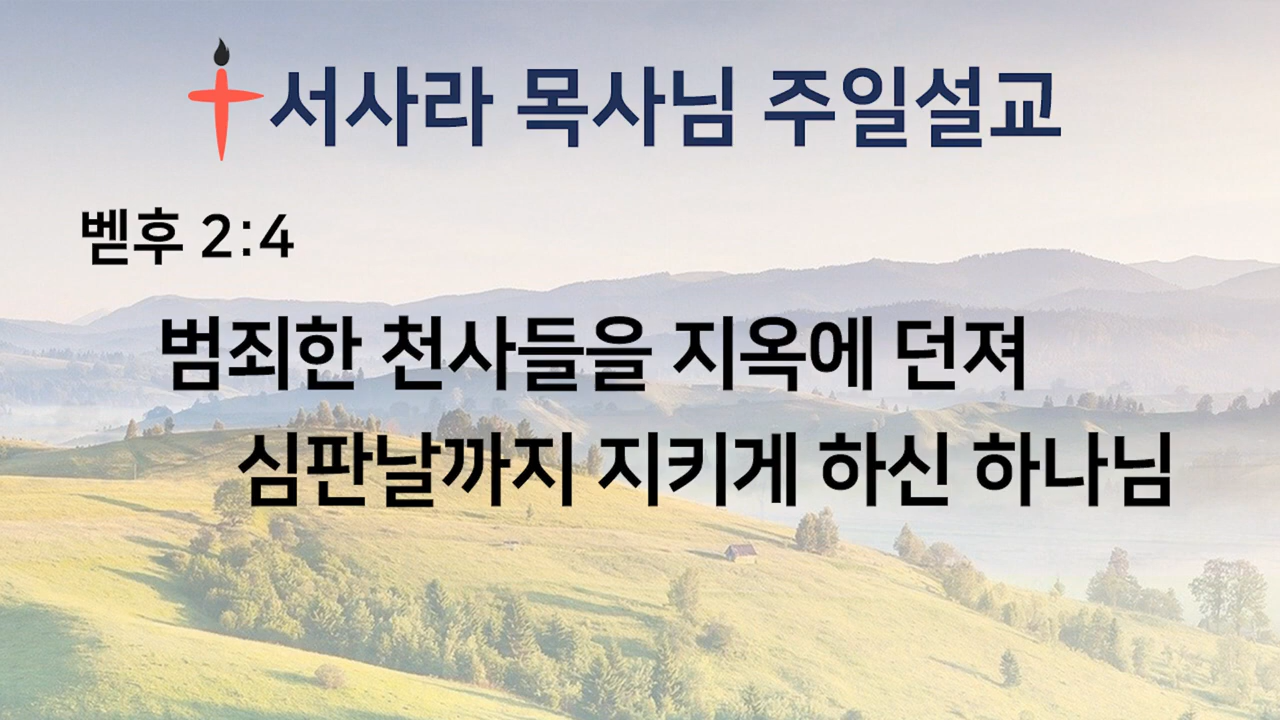 서사라 목사님 주일설교
벧후 2:4
범죄한 천사들을 지옥에 던져
심판날까지 지키게 하신 하나님